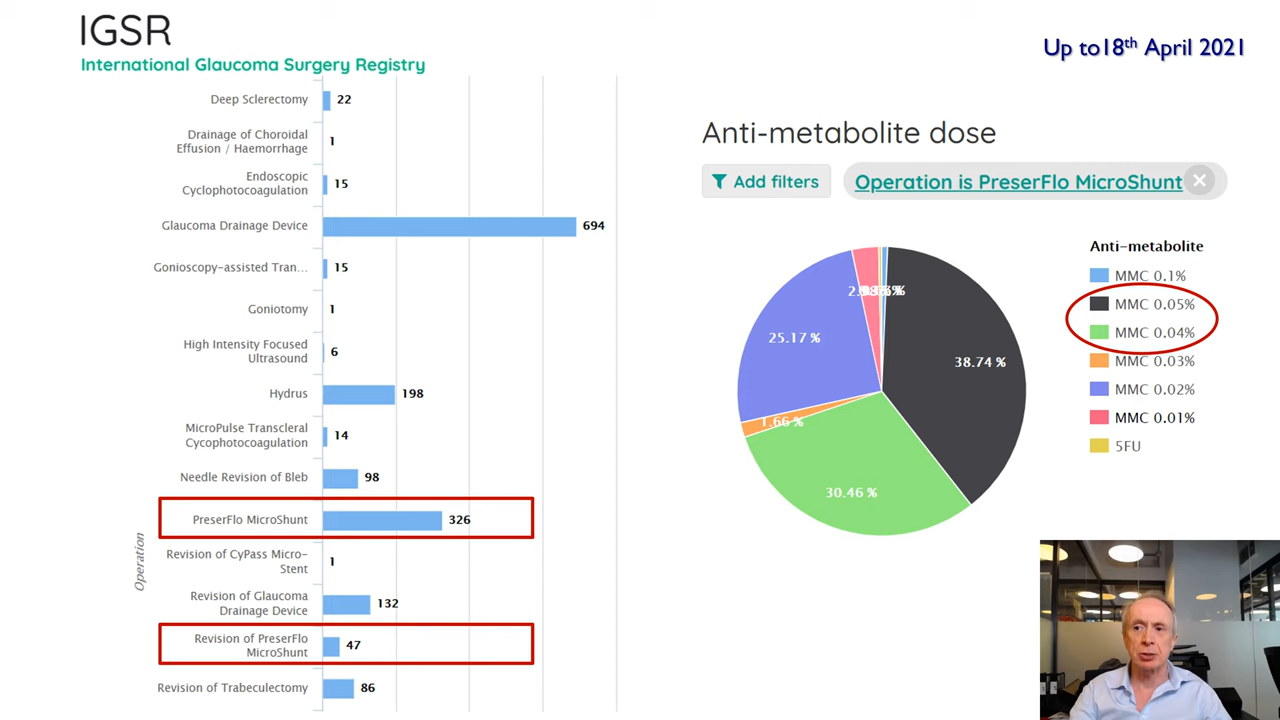 IGSR
International Glaucoma Surgery Registry
Up to18th April 2021
Deep Sclerectomy 22
Drainage of Choroidal
Effusion / Haemorrhage 1
Endoscopic
Cyclophotocoagulation 15
Glaucoma Drainage Device 694
Gonioscopy-assisted Tran... 15
Goniotomy 1
High Intensity Focused
Ultrasound 6
Hydrus 198
MicroPulse Transcleral
Cycophotocoagulation 14
Needle Revision of Bleb 98
PreserFlo MicroShunt 326
Revision of CyPass Micro-
Stent 1
Revision of Glaucoma
Drainage Device 132
Revision of PreserFlo
MicroShunt 47
Revision of Trabeculectomy 86
Operation
Anti-metabolite dose
Add filters
Operation is PreserFlo MicroShunt
38.74 %
30.46 %
1.66 %
25.17 %
Anti-metabolite
MMC 0.1%
MMC 0.05%
MMC 0.04%
MMC 0.03%
MMC 0.02%
MMC 0.01%
5FU